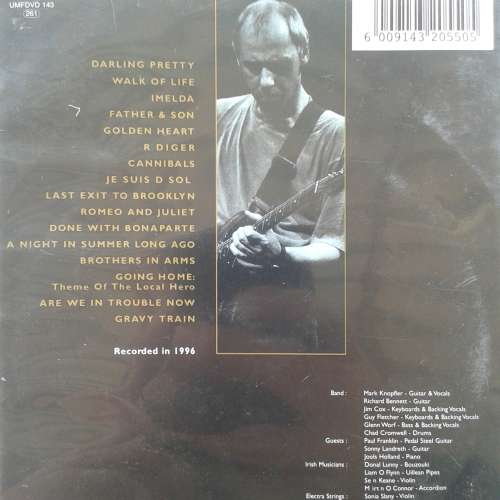 UMFDVD 143
261
6 009143 205505
DARLING PRETTY
WALK OF LIFE
IMELDA
FATHER & SON
GOLDEN HEART
R DIGER
CANNIBALS
JE SUIS D SOL
LAST EXIT TO BROOKLYN
ROMEO AND JULIET
DONE WITH BONAPARTE
A NIGHT IN SUMMER LONG AGO
BROTHERS IN ARMS
GOING HOME:
Theme Of The Local Hero
ARE WE IN TROUBLE NOW
GRAVY TRAIN
Recorded in 1996
Band : Mark Knopfler - Guitar & Vocals
Richard Bennett - Guitar
Jim Cox - Keyboards & Backing Vocals
Guy Fletcher - Keyboards & Backing Vocals
Glenn Worf - Bass & Backing Vocals
Chad Cromwell - Drums
Guests : Paul Franklin - Pedal Steel Guitar
Sonny Landreth - Guitar
Jools Holland - Piano
Irish Musicians : Donal Lunny - Bouzouki
Liam O Flynn - Uillean Pipes
Se n Keane - Violin
M irt n O Connor - Accordion
Electra Strings : Sonia Slany - Violin